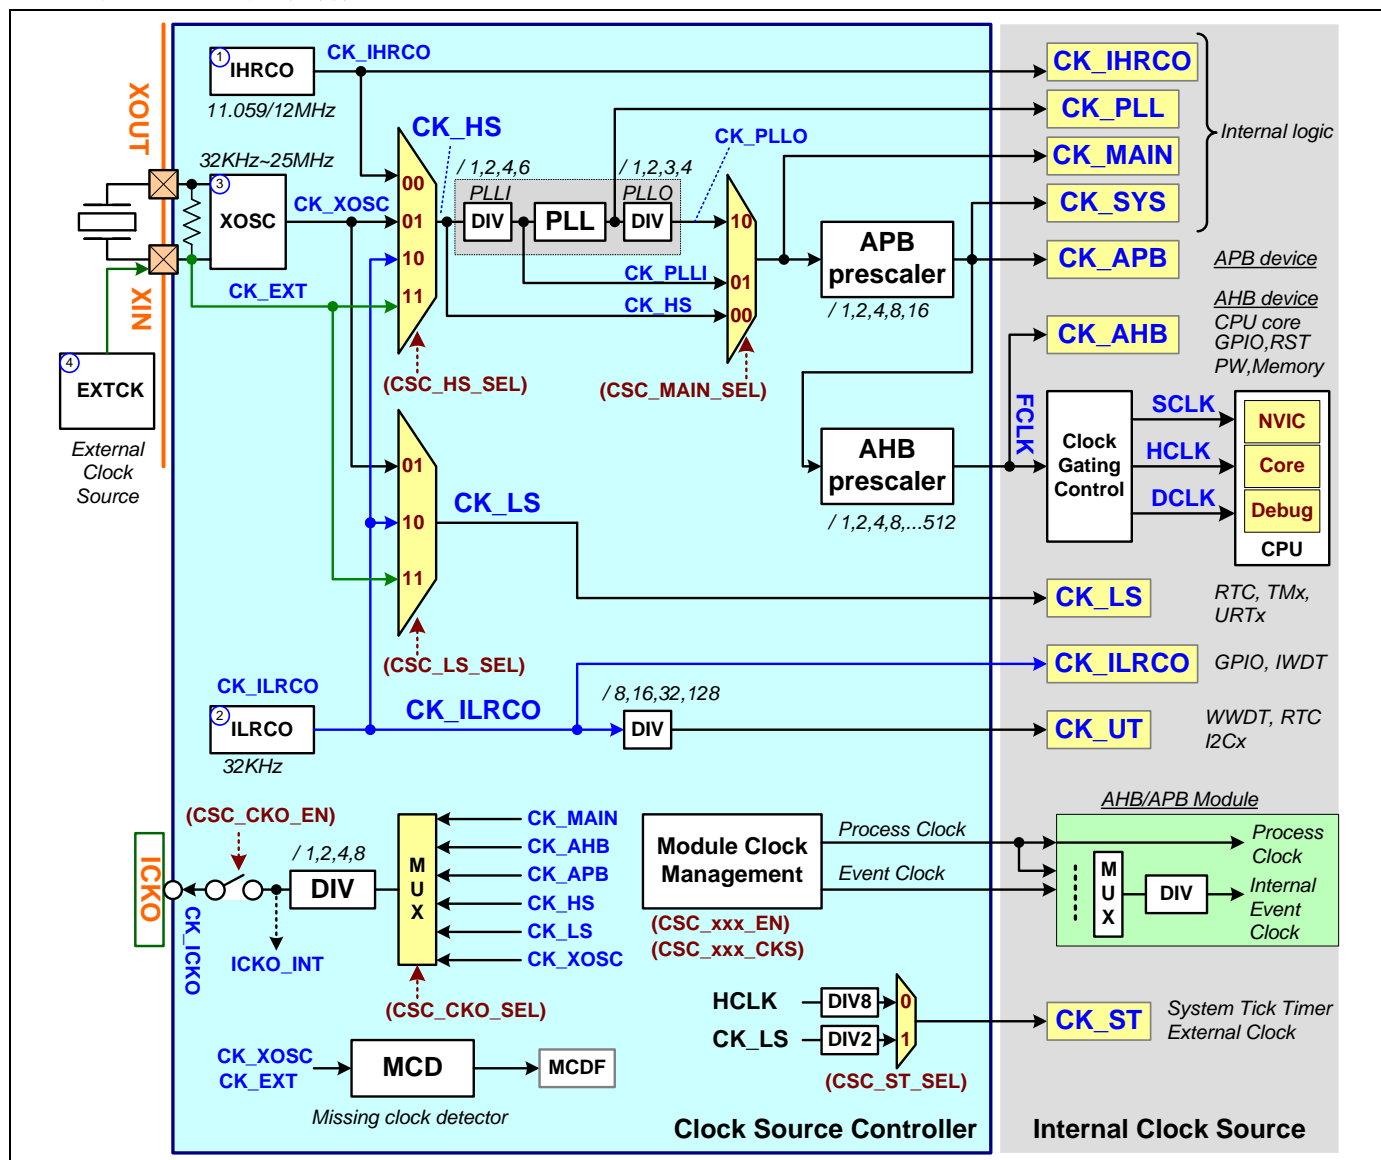 1
IHRCO
11.059/12MHz
CK_IHRCO
XOUT
XIN
32KHz~25MHz
3
XOSC
CK_XOSC
CK_EXT
4
EXTCK
External
Clock
Source
CK_HS
00
01
10
11
(CSC_HS_SEL)
/ 1,2,4,6
PLLI
DIV
PLL
/ 1,2,3,4
PLLO
DIV
CK_PLLO
CK_PLLI
CK_HS
10
01
00
(CSC_MAIN_SEL)
APB
prescaler
/ 1,2,4,8,16
AHB
prescaler
/ 1,2,4,8,...512
01
10
11
CK_LS
(CSC_LS_SEL)
CK_ILRCO
2
ILRCO
32KHz
CK_ILRCO
/ 8,16,32,128
DIV
CK_IHRCO
CK_PLL
CK_MAIN
CK_SYS
Internal logic
CK_APB
APB device
CK_AHB
AHB device
CPU core
GPIO,RST
PW,Memory
FCLK
Clock
Gating
Control
SCLK
HCLK
DCLK
NVIC
Core
Debug
CPU
CK_LS
RTC, TMx,
URTx
CK_ILRCO
GPIO, IWDT
CK_UT
WWDT, RTC
I2Cx
ICKO
CK_ICKO
(CSC_CKO_EN)
/ 1,2,4,8
DIV
ICKO_INT
MUX
CK_MAIN
CK_AHB
CK_APB
CK_HS
CK_LS
CK_XOSC
(CSC_CKO_SEL)
Module Clock
Management
(CSC_xxx_EN)
(CSC_xxx_CKS)
Process Clock
Event Clock
AHB/APB Module
MUX
DIV
Process
Clock
Internal
Event
Clock
HCLK
DIV8
0
CK_LS
DIV2
1
(CSC_ST_SEL)
CK_ST
System Tick Timer
External Clock
CK_XOSC
CK_EXT
MCD
MCDF
Missing clock detector
Clock Source Controller
Internal Clock Source